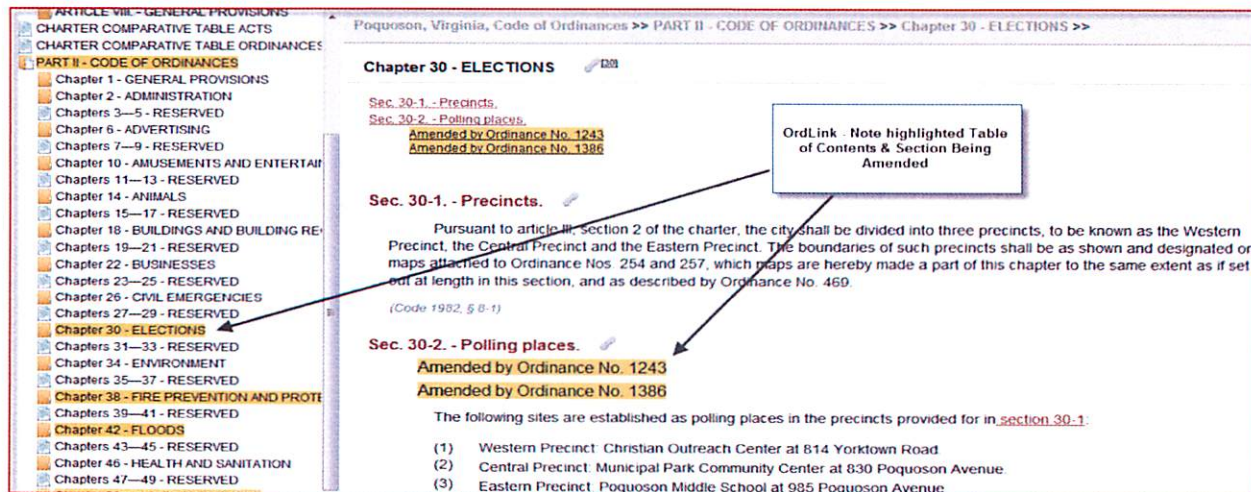 ARTICLE VIII. - GENERAL PROVISIONS
CHARTER COMPARATIVE TABLE ACTS
CHARTER COMPARATIVE TABLE ORDINANCES
PART II - CODE OF ORDINANCES
Chapter 1 - GENERAL PROVISIONS
Chapter 2 - ADMINISTRATION
Chapters 3—5 - RESERVED
Chapter 6 - ADVERTISING
Chapters 7—9 - RESERVED
Chapter 10 - AMUSEMENTS AND ENTERTAIN
Chapters 11—13 - RESERVED
Chapter 14 - ANIMALS
Chapters 15—17 - RESERVED
Chapter 18 - BUILDINGS AND BUILDING RE
Chapters 19—21 - RESERVED
Chapter 22 - BUSINESSES
Chapters 23—25 - RESERVED
Chapter 26 - CIVIL EMERGENCIES
Chapters 27—29 - RESERVED
Chapter 30 - ELECTIONS
Chapters 31—33 - RESERVED
Chapter 34 - ENVIRONMENT
Chapters 35—37 - RESERVED
Chapter 38 - FIRE PREVENTION AND PROTE
Chapters 39—41 - RESERVED
Chapter 42 - FLOODS
Chapters 43—45 - RESERVED
Chapter 46 - HEALTH AND SANITATION
Chapters 47—49 - RESERVED
Poquoson, Virginia, Code of Ordinances >> PART II - CODE OF ORDINANCES >> Chapter 30 - ELECTIONS >>
Chapter 30 - ELECTIONS
Sec. 30-1. - Precincts.
Sec. 30-2. - Polling places.
Amended by Ordinance No. 1243
Amended by Ordinance No. 1386
OrdLink - Note highlighted Table
of Contents & Section Being
Amended
Sec. 30-1. - Precincts.
Pursuant to article III, section 2 of the charter, the city shall be divided into three precincts, to be known as the Western
Precinct, the Central Precinct and the Eastern Precinct. The boundaries of such precincts shall be as shown and designated on
maps attached to Ordinance Nos. 254 and 257, which maps are hereby made a part of this chapter to the same extent as if set
out at length in this section, and as described by Ordinance No. 469.
(Code 1982, § 8-1)
Sec. 30-2. - Polling places.
Amended by Ordinance No. 1243
Amended by Ordinance No. 1386
The following sites are established as polling places in the precincts provided for in section 30-1:
(1) Western Precinct: Christian Outreach Center at 814 Yorktown Road.
(2) Central Precinct: Municipal Park Community Center at 830 Poquoson Avenue.
(3) Eastern Precinct: Poquoson Middle School at 985 Poquoson Avenue.